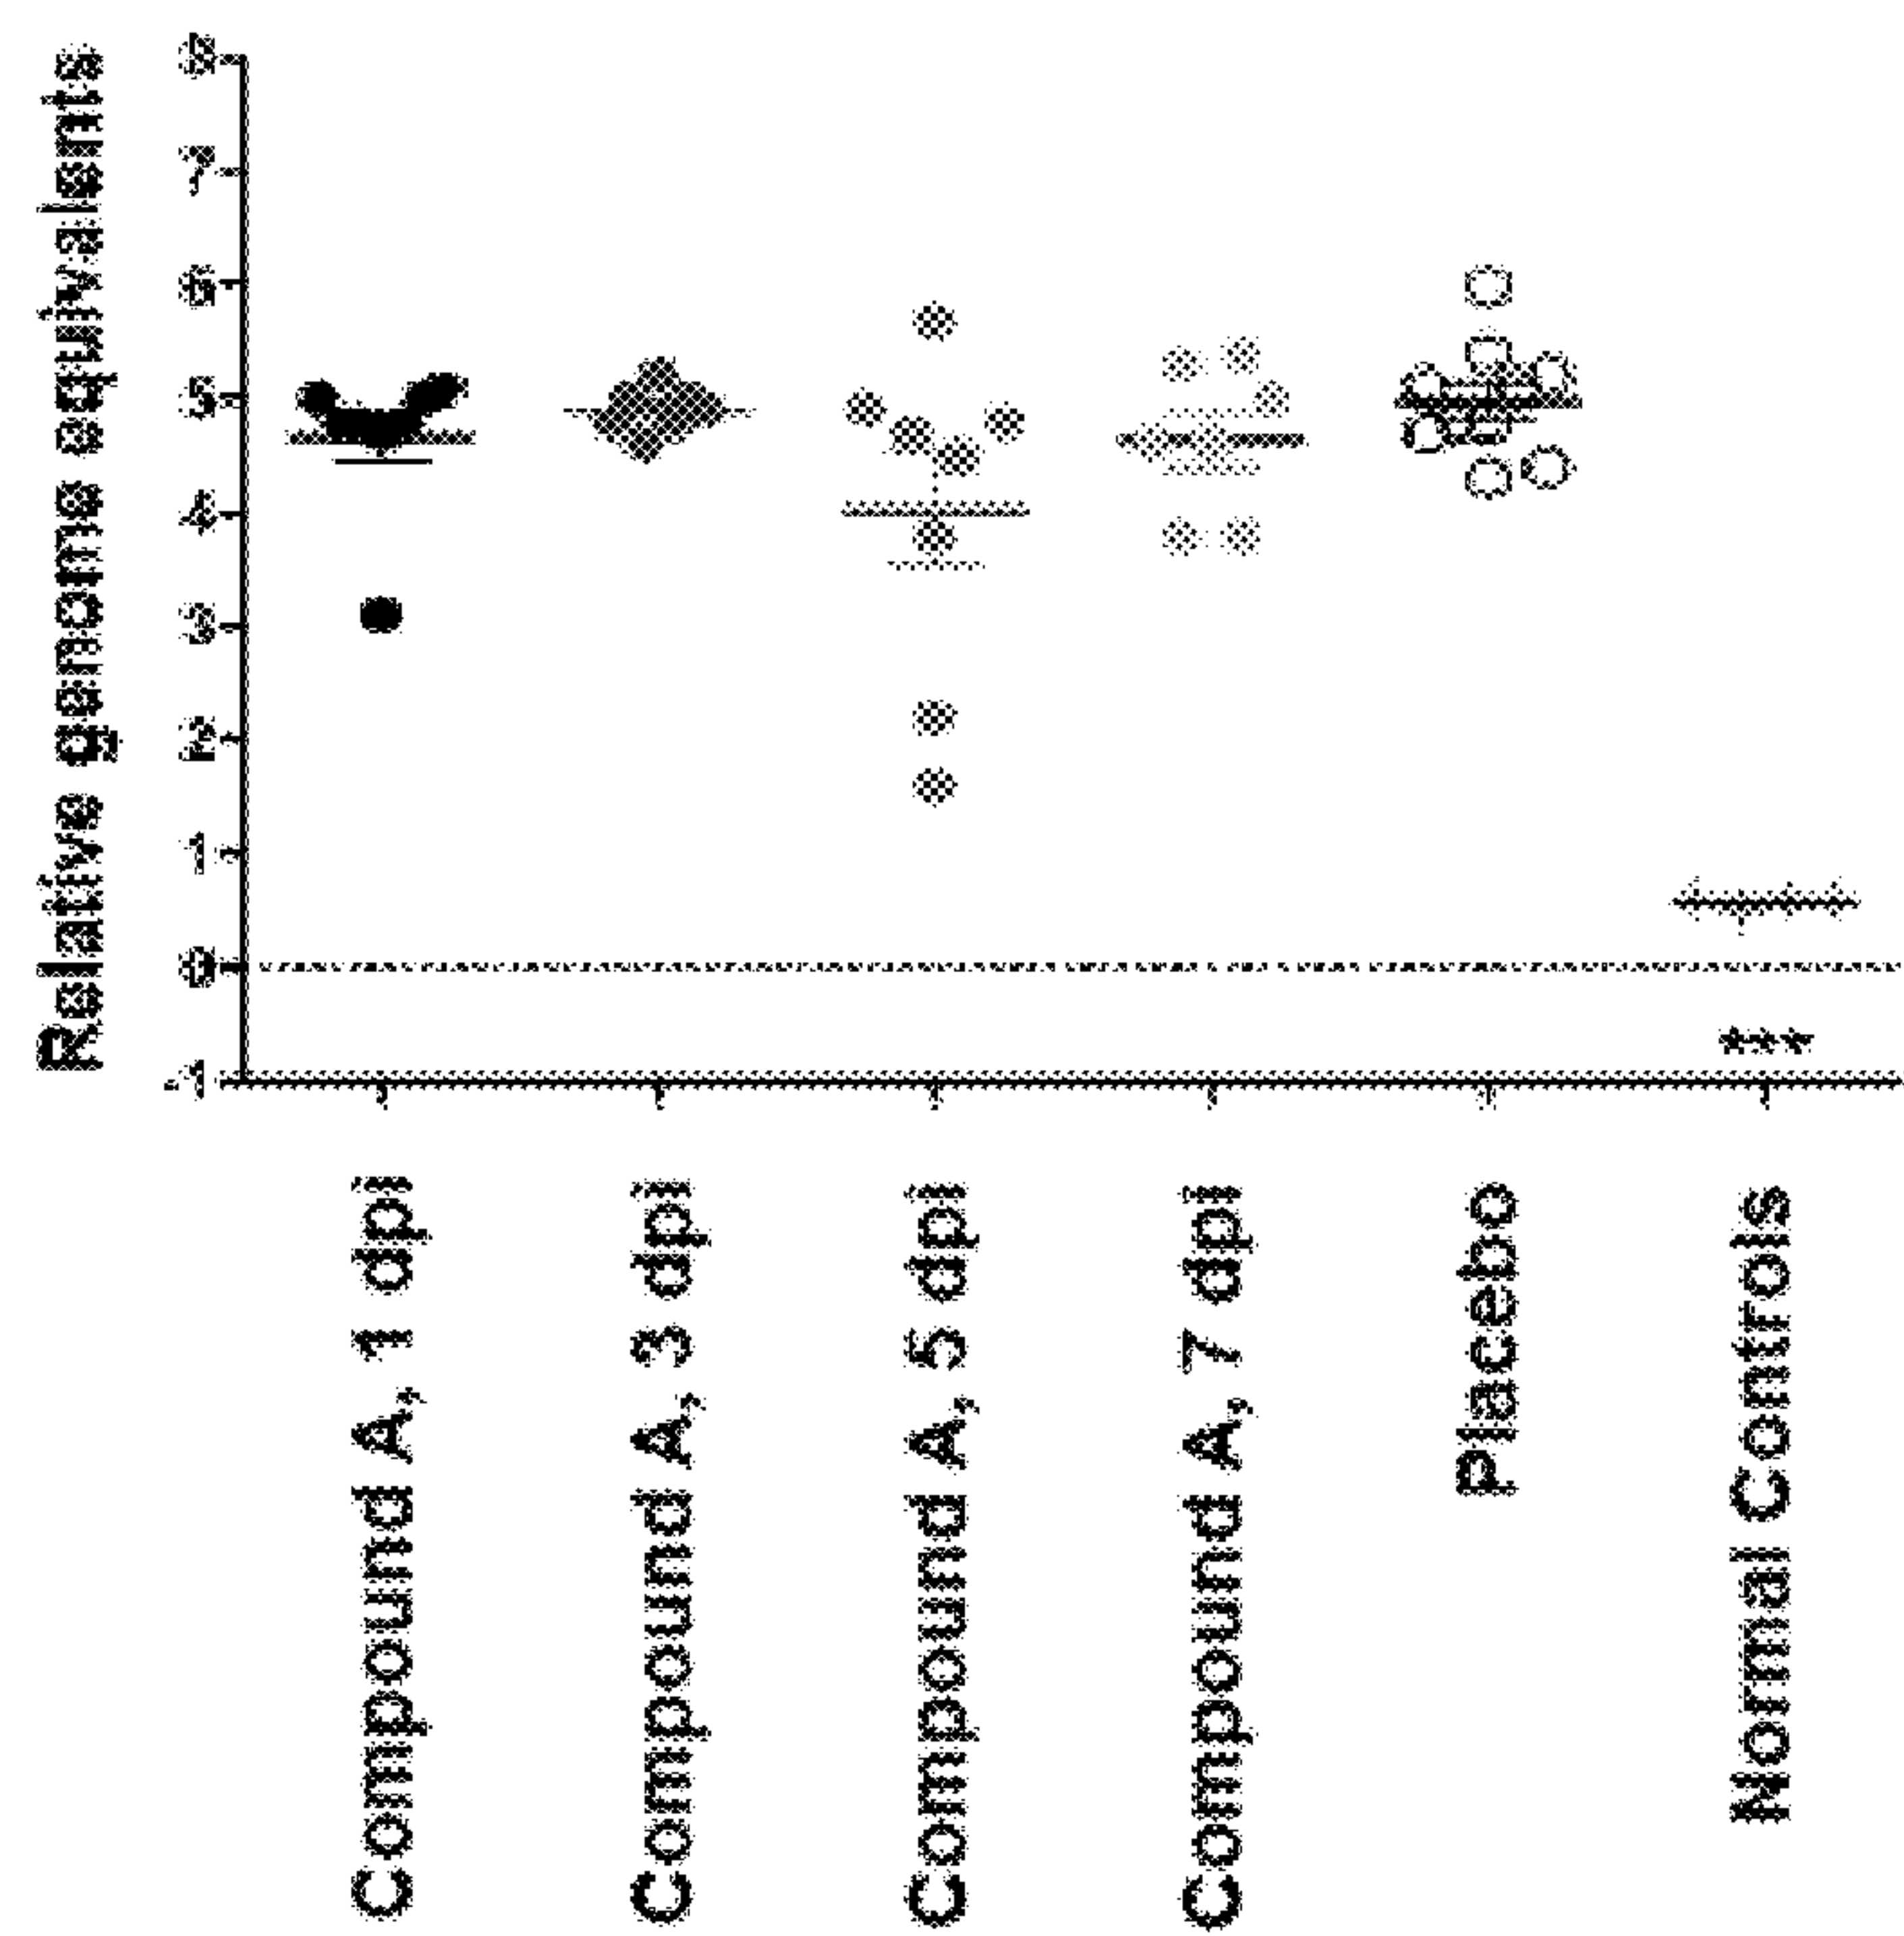 Relative genome equivalents
8
7
6
5
4
3
2
1
0
-1
***
Compound A, 1 dpi
Compound A, 3 dpi
Compound A, 5 dpi
Compound A, 7 dpi
Placebo
Normal Controls